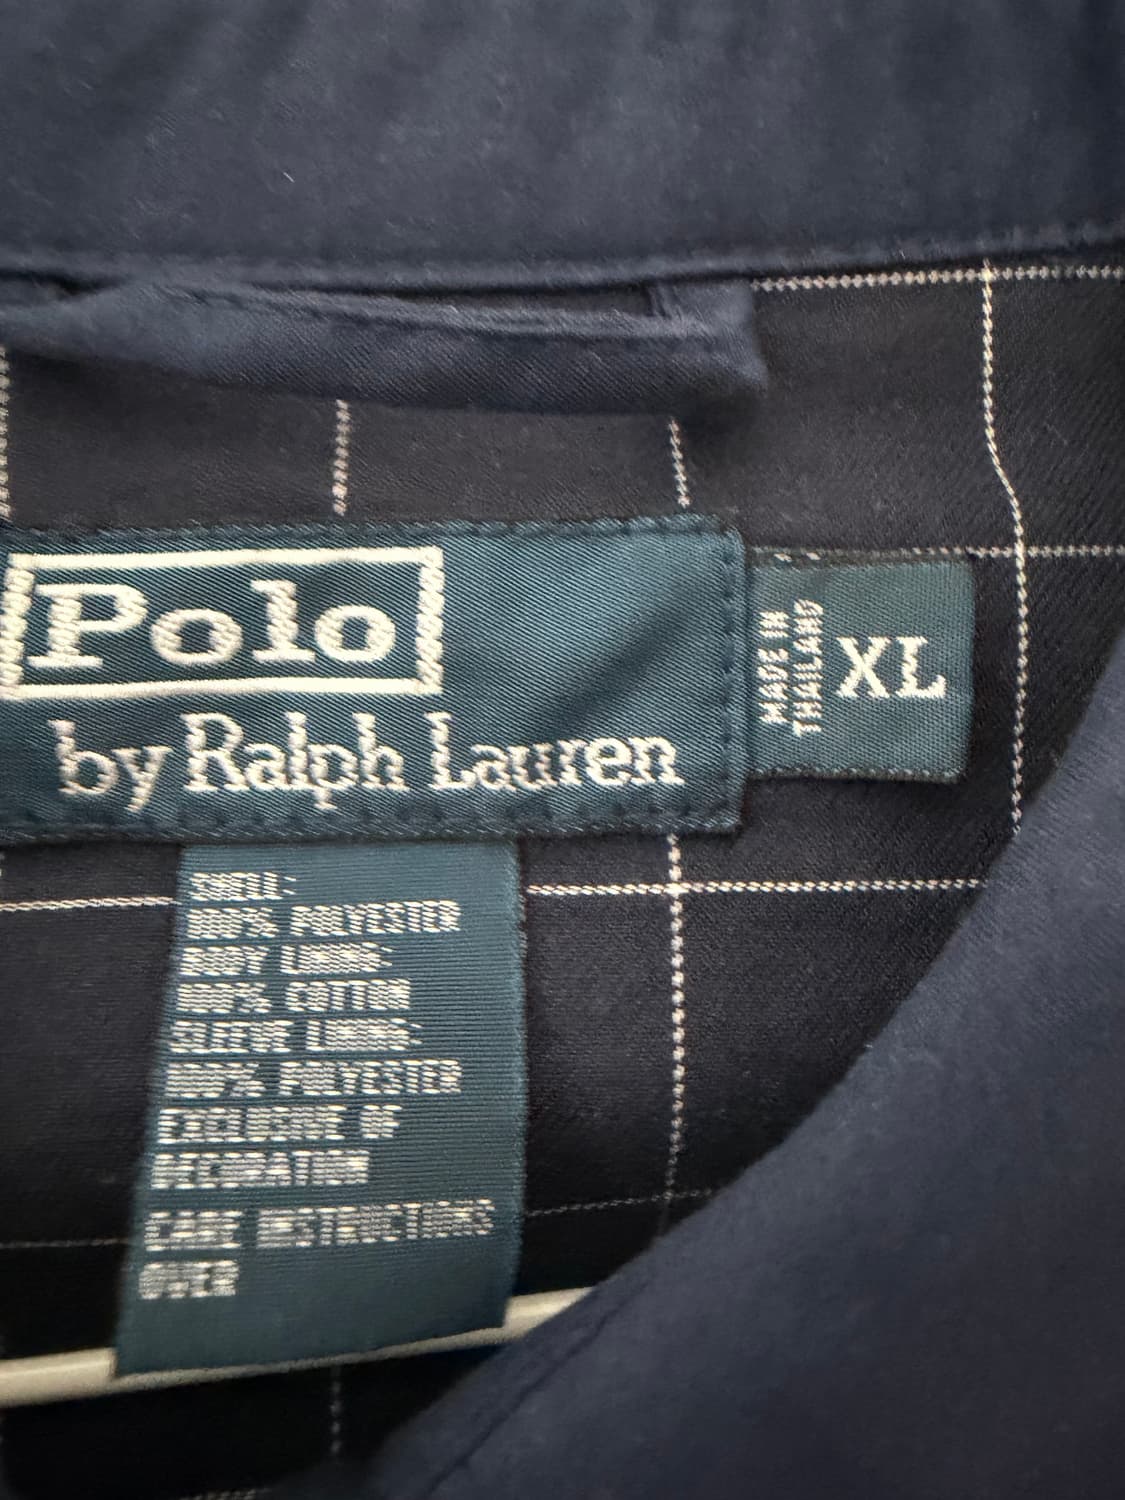 Polo
by Ralph Lauren
MADE IN
THAILAND
XL
SHELL:
100% POLYESTER
BODY LINING:
100% COTTON
SLEEVE LINING:
100% POLYESTER
EXCLUSIVE OF
DECORATION
CARE INSTRUCTIONS
OVER